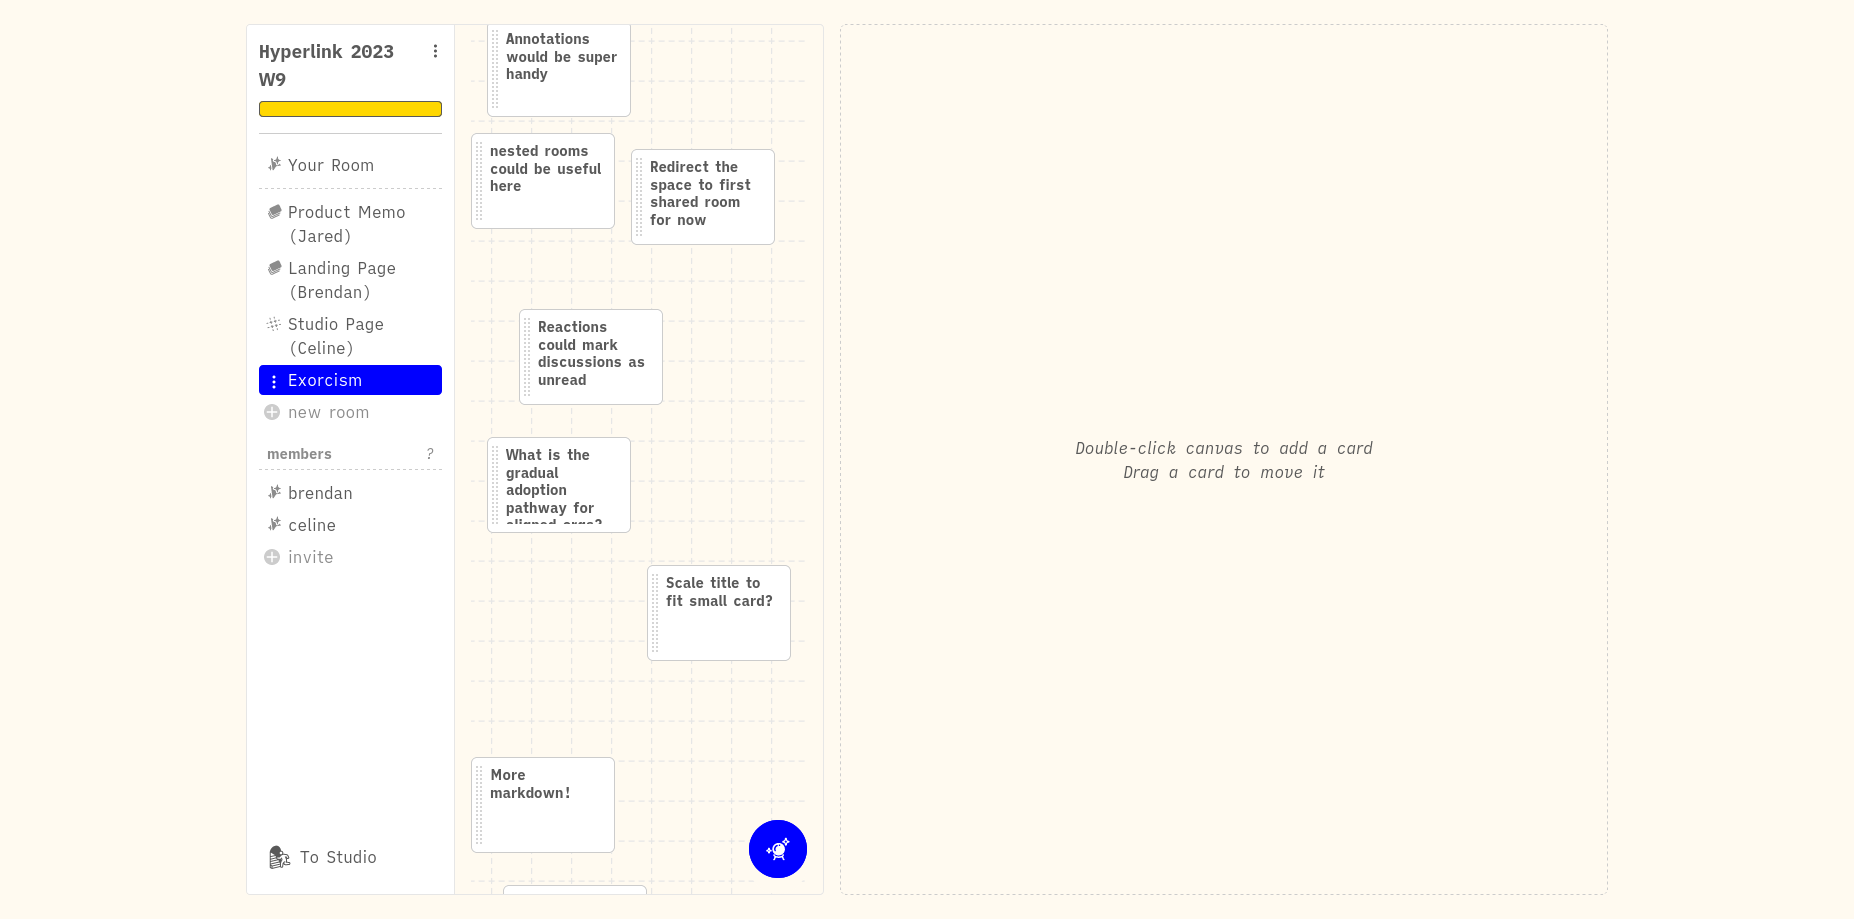 Hyperlink 2023
W9
Your Room
Product Memo
(Jared)
Landing Page
(Brendan)
Studio Page
(Celine)
Exorcism
new room
members ?
brendan
celine
invite
To Studio
Annotations
would be super
handy
nested rooms
could be useful
here
Redirect the
space to first
shared room
for now
Reactions
could mark
discussions as
unread
What is the
gradual
adoption
pathway for
aligned orgs?
Scale title to
fit small card?
More
markdown!
Double-click canvas to add a card
Drag a card to move it